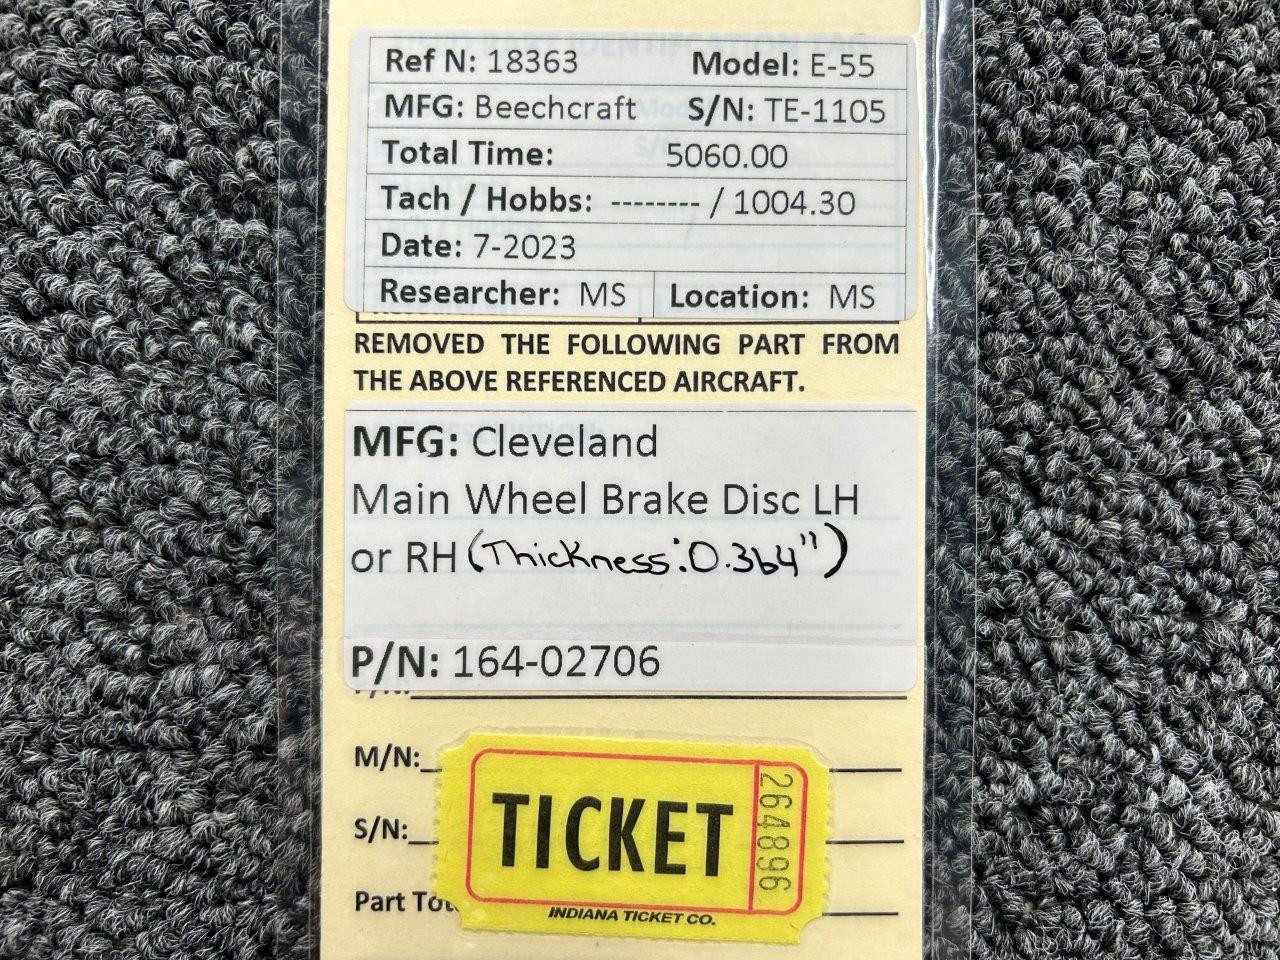 Ref N: 18363 Model: E-55
MFG: Beechcraft S/N: TE-1105
Total Time: 5060.00
Tach / Hobbs: -------- / 1004.30
Date: 7-2023
Researcher: MS Location: MS
REMOVED THE FOLLOWING PART FROM
THE ABOVE REFERENCED AIRCRAFT.
MFG: Cleveland
Main Wheel Brake Disc LH
or RH (Thickness: 0.364")
P/N: 164-02706
M/N:
S/N:
Part
TICKET
264896
INDIANA TICKET CO.